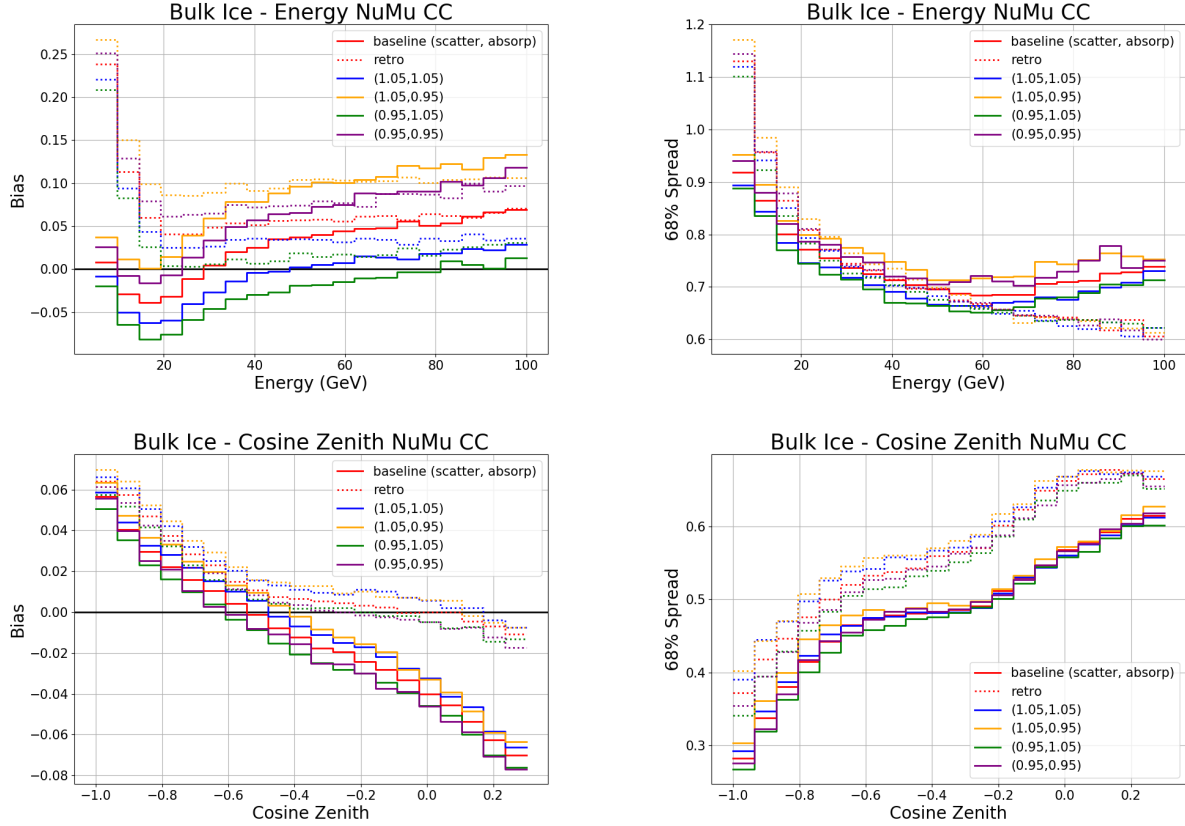 Bulk Ice - Energy NuMu CC
Bias
0.25
0.20
0.15
0.10
0.05
0.00
−0.05
baseline (scatter, absorp)
retro
(1.05,1.05)
(1.05,0.95)
(0.95,1.05)
(0.95,0.95)
20 40 60 80 100
Energy (GeV)
Bulk Ice - Energy NuMu CC
68% Spread
1.2
1.1
1.0
0.9
0.8
0.7
0.6
baseline (scatter, absorp)
retro
(1.05,1.05)
(1.05,0.95)
(0.95,1.05)
(0.95,0.95)
20 40 60 80 100
Energy (GeV)
Bulk Ice - Cosine Zenith NuMu CC
Bias
0.06
0.04
0.02
0.00
−0.02
−0.04
−0.06
−0.08
baseline (scatter, absorp)
retro
(1.05,1.05)
(1.05,0.95)
(0.95,1.05)
(0.95,0.95)
−1.0 −0.8 −0.6 −0.4 −0.2 0.0 0.2
Cosine Zenith
Bulk Ice - Cosine Zenith NuMu CC
68% Spread
0.6
0.5
0.4
0.3
baseline (scatter, absorp)
retro
(1.05,1.05)
(1.05,0.95)
(0.95,1.05)
(0.95,0.95)
−1.0 −0.8 −0.6 −0.4 −0.2 0.0 0.2
Cosine Zenith